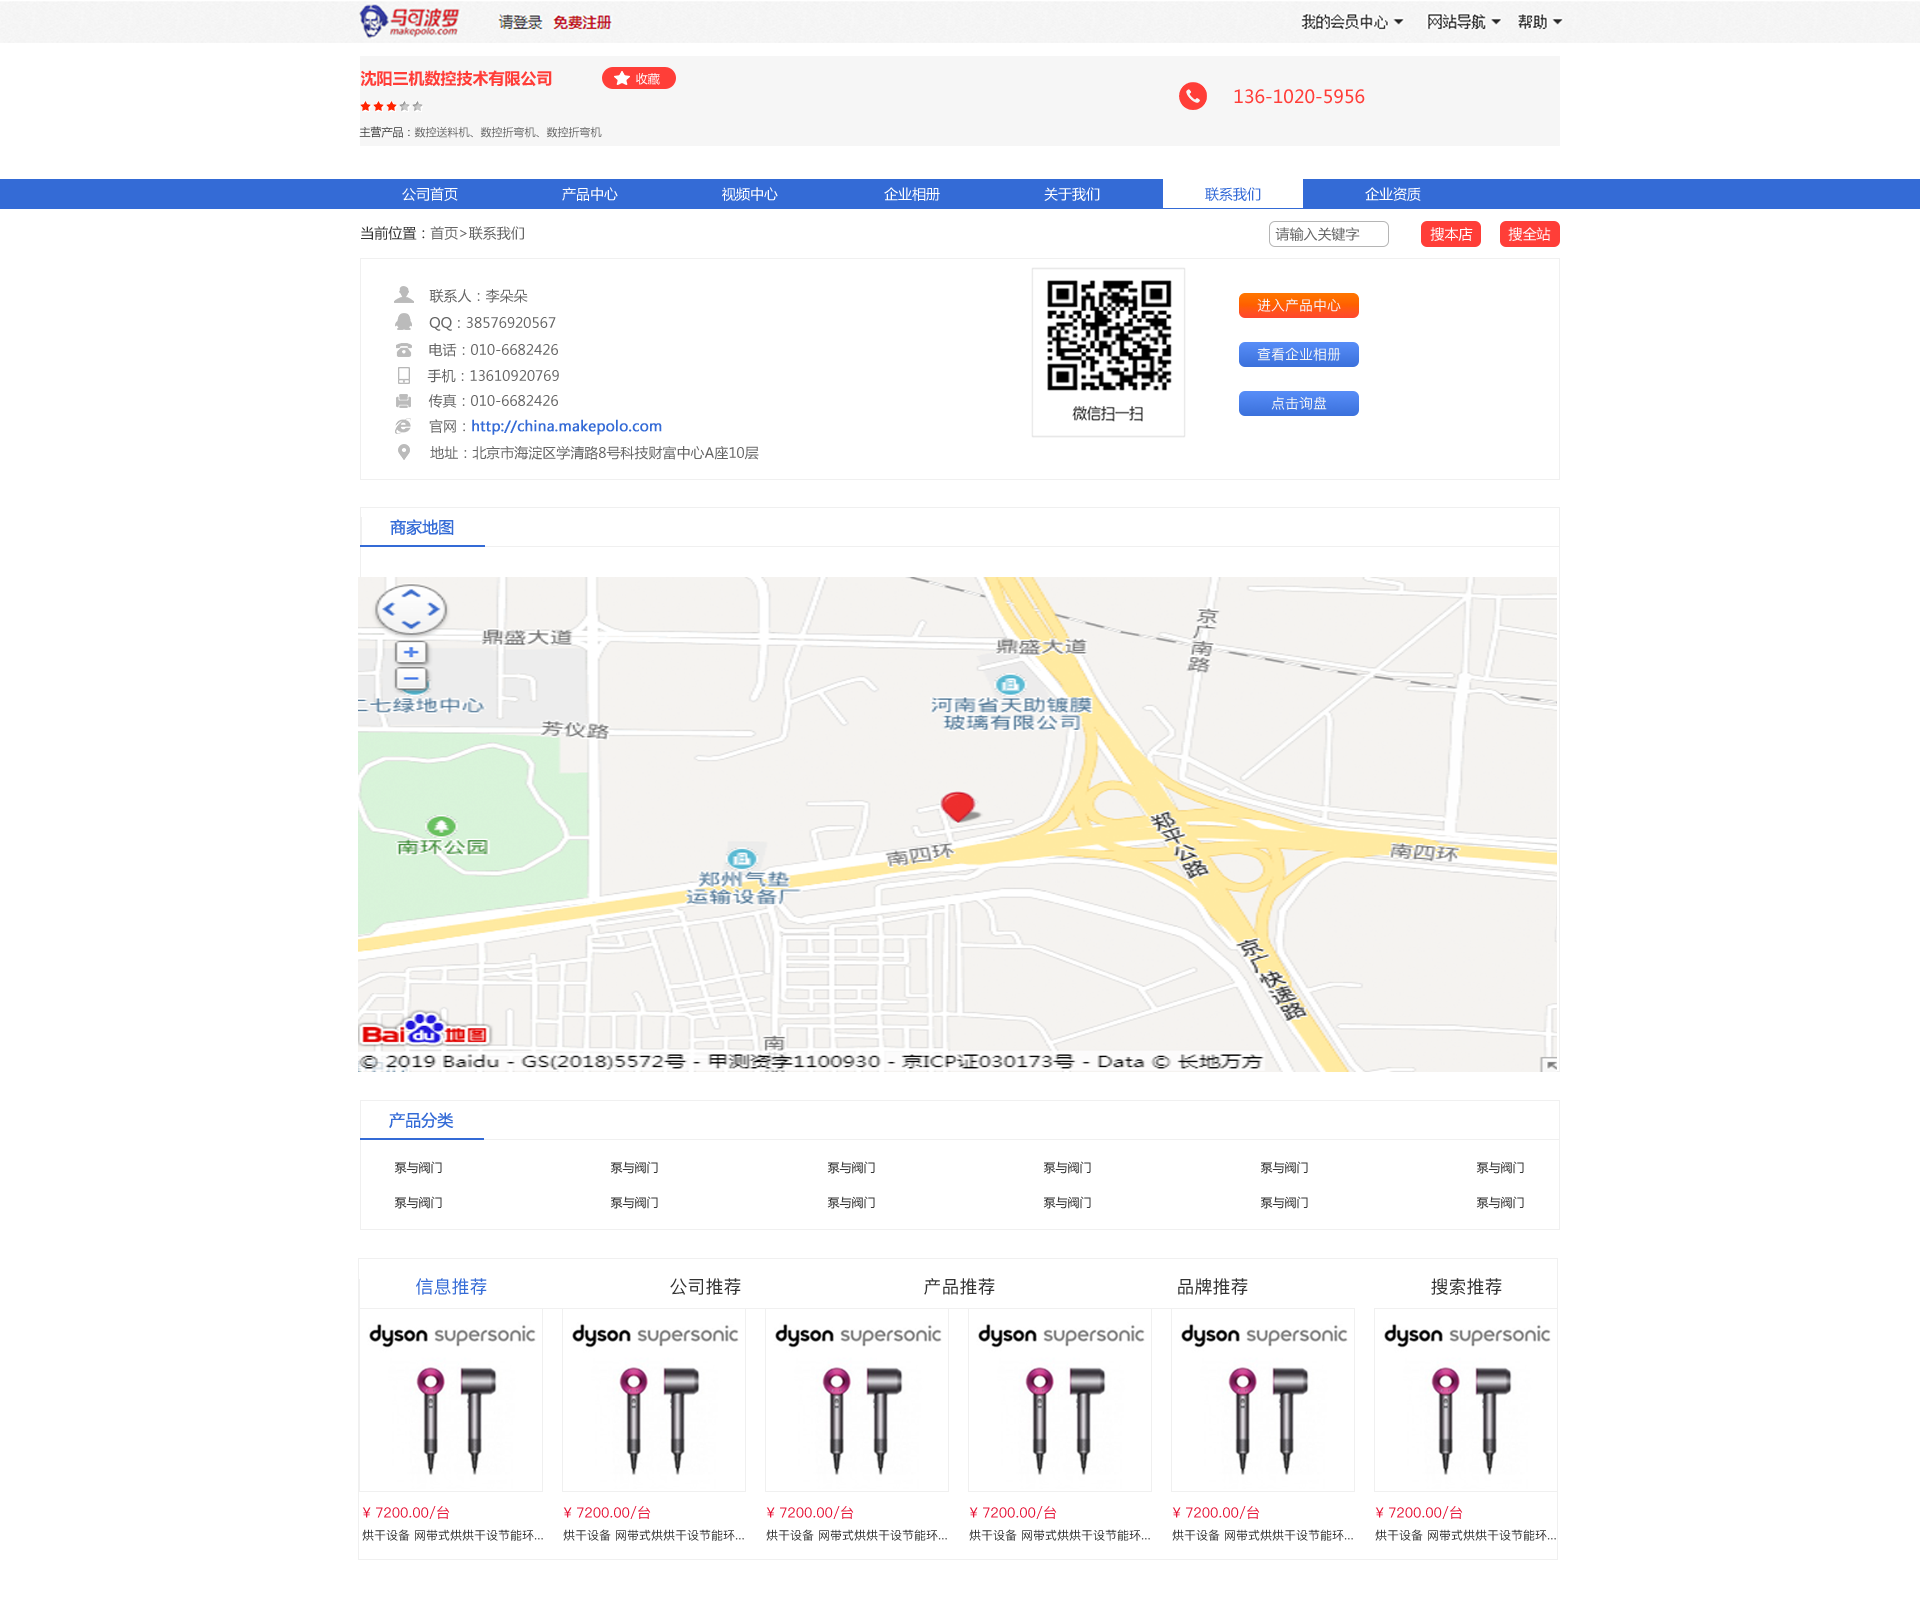 马可波罗
makepolo.com
请登录 免费注册
我的会员中心 网站导航 帮助
沈阳三机数控技术有限公司
收藏
136-1020-5956
主营产品：数控送料机、数控折弯机、数控折弯机
公司首页 产品中心 视频中心 企业相册 关于我们 联系我们 企业资质
当前位置：首页>联系我们
请输入关键字 搜本店 搜全站
联系人：李朵朵
QQ：38576920567
电话：010-6682426
手机：13610920769
传真：010-6682426
官网：http://china.makepolo.com
地址：北京市海淀区学清路8号科技财富中心A座10层
微信扫一扫
进入产品中心
查看企业相册
点击询盘
商家地图
鼎盛大道
鼎盛大道
京广南路
二七绿地中心
芳仪路
河南省天助镀膜
玻璃有限公司
南环公园
郑州气垫
运输设备厂
南四环
郑平公路
南四环
京广快速路
南
Bai du 地图
© 2019 Baidu - GS(2018)5572号 - 甲测资字1100930 - 京ICP证030173号 - Data © 长地万方
产品分类
泵与阀门 泵与阀门 泵与阀门 泵与阀门 泵与阀门 泵与阀门
泵与阀门 泵与阀门 泵与阀门 泵与阀门 泵与阀门 泵与阀门
信息推荐 公司推荐 产品推荐 品牌推荐 搜索推荐
dyson supersonic dyson supersonic dyson supersonic dyson supersonic dyson supersonic dyson supersonic
¥ 7200.00/台 ¥ 7200.00/台 ¥ 7200.00/台 ¥ 7200.00/台 ¥ 7200.00/台 ¥ 7200.00/台
烘干设备 网带式烘烘干设节能环... 烘干设备 网带式烘烘干设节能环... 烘干设备 网带式烘烘干设节能环... 烘干设备 网带式烘烘干设节能环... 烘干设备 网带式烘烘干设节能环... 烘干设备 网带式烘烘干设节能环...